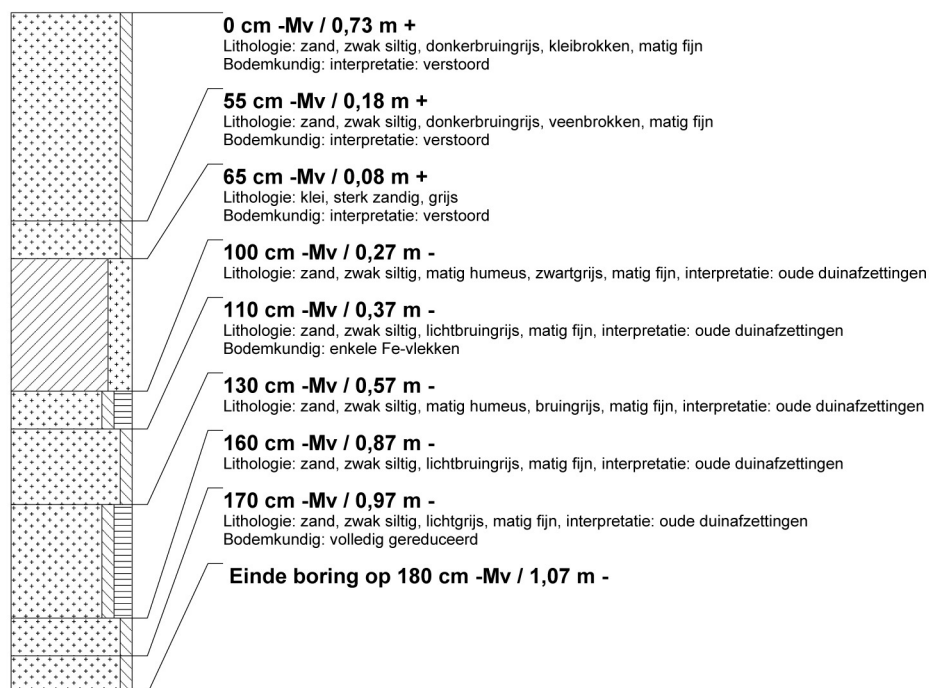 0 cm -Mv / 0,73 m +
Lithologie: zand, zwak siltig, donkerbruingrijs, kleibrokken, matig fijn
Bodemkundig: interpretatie: verstoord
55 cm -Mv / 0,18 m +
Lithologie: zand, zwak siltig, donkerbruingrijs, veenbrokken, matig fijn
Bodemkundig: interpretatie: verstoord
65 cm -Mv / 0,08 m +
Lithologie: klei, sterk zandig, grijs
Bodemkundig: interpretatie: verstoord
100 cm -Mv / 0,27 m -
Lithologie: zand, zwak siltig, matig humeus, zwartgrijs, matig fijn, interpretatie: oude duinafzettingen
110 cm -Mv / 0,37 m -
Lithologie: zand, zwak siltig, lichtbruingrijs, matig fijn, interpretatie: oude duinafzettingen
Bodemkundig: enkele Fe-vlekken
130 cm -Mv / 0,57 m -
Lithologie: zand, zwak siltig, matig humeus, bruingrijs, matig fijn, interpretatie: oude duinafzettingen
160 cm -Mv / 0,87 m -
Lithologie: zand, zwak siltig, lichtbruingrijs, matig fijn, interpretatie: oude duinafzettingen
170 cm -Mv / 0,97 m -
Lithologie: zand, zwak siltig, lichtgrijs, matig fijn, interpretatie: oude duinafzettingen
Bodemkundig: volledig gereduceerd
Einde boring op 180 cm -Mv / 1,07 m -